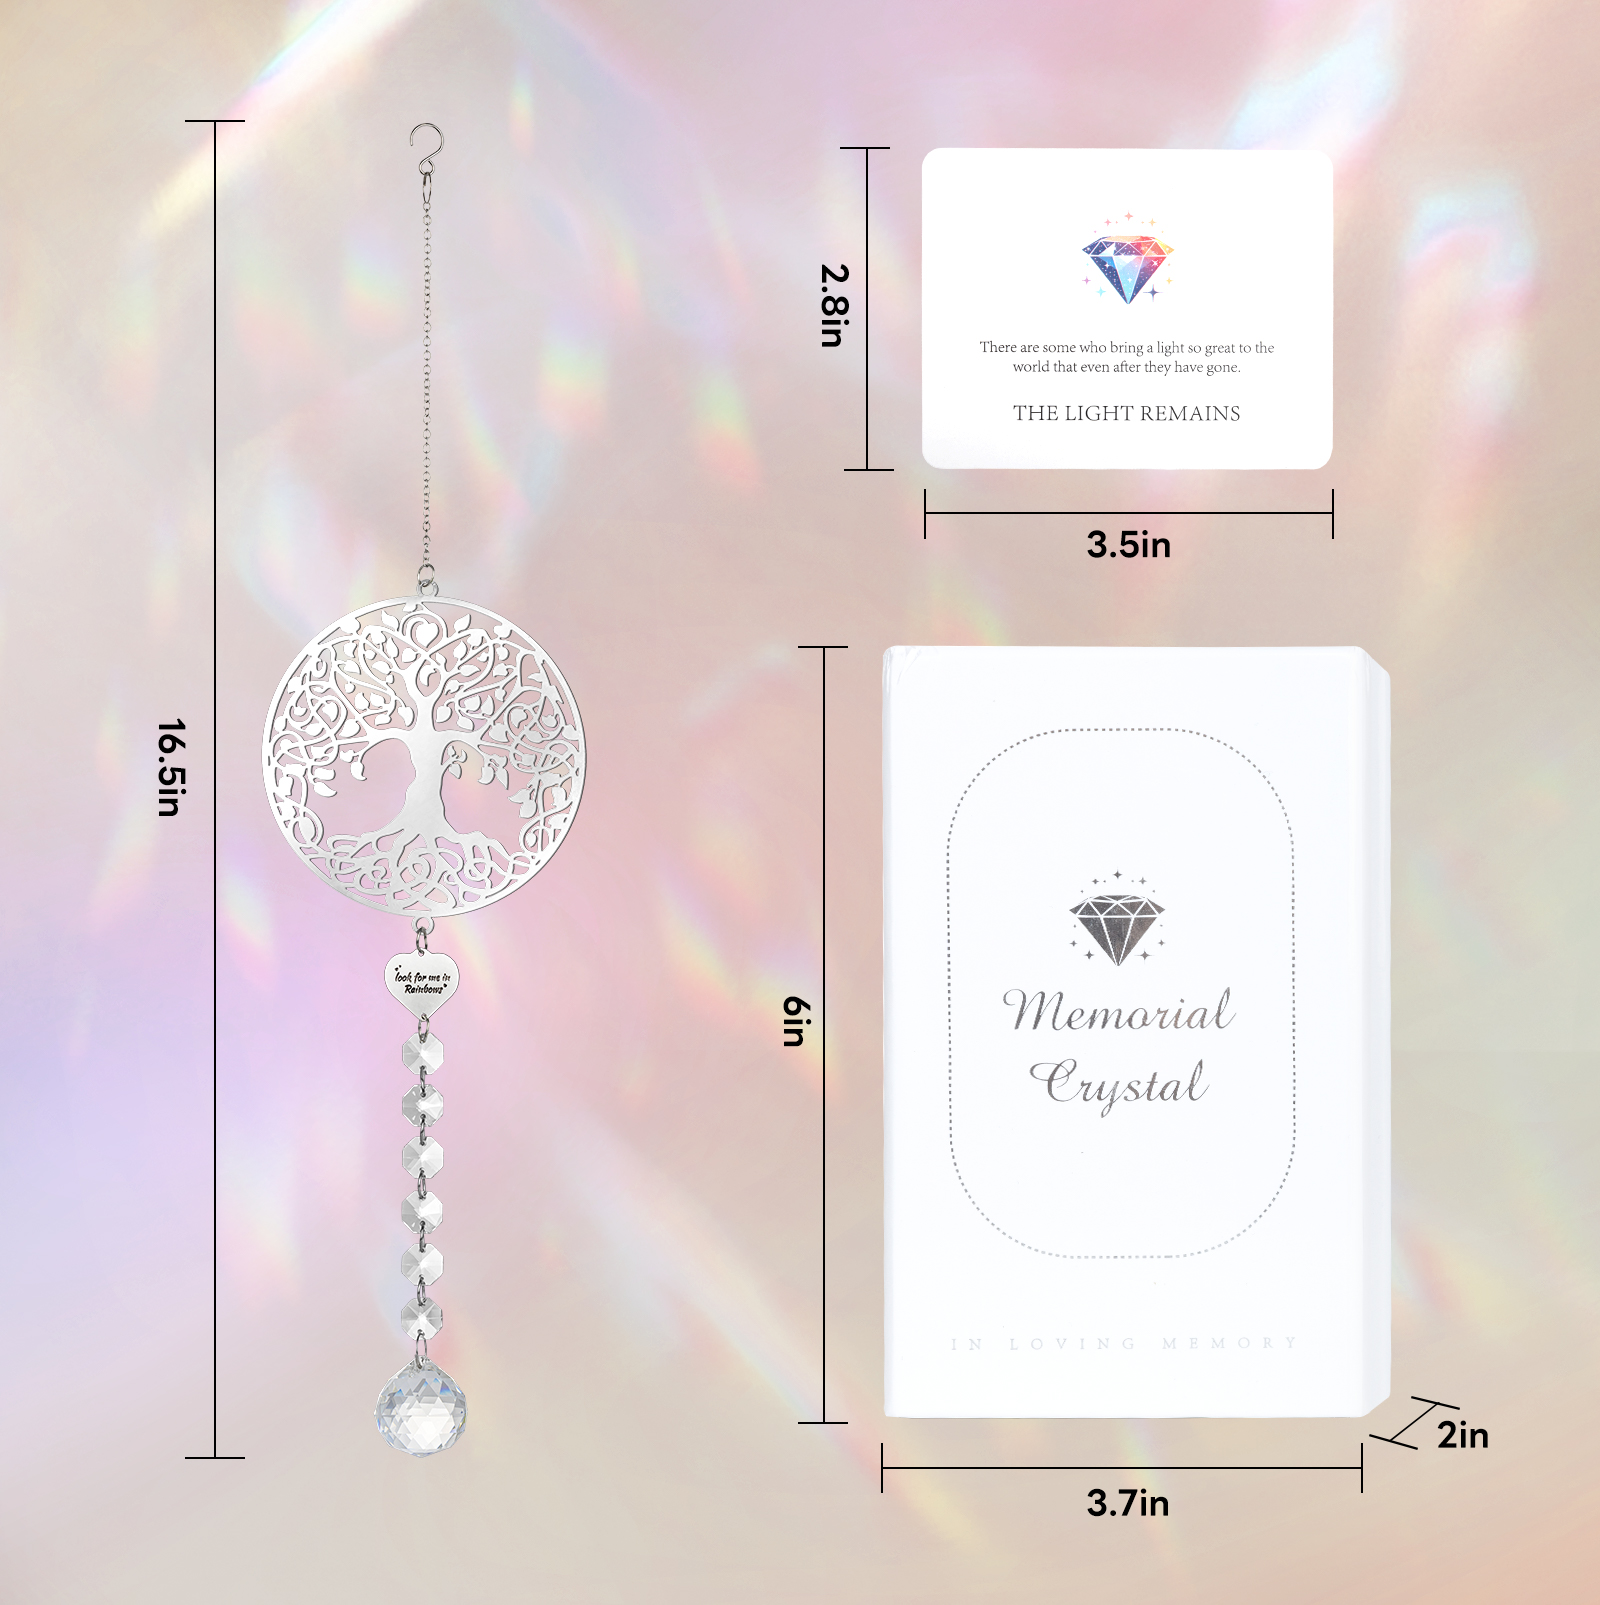 16.5in
look for me in
Rainbows
2.8in
There are some who bring a light so great to the
world that even after they have gone.
THE LIGHT REMAINS
3.5in
6in
Memorial
Crystal
IN LOVING MEMORY
2in
3.7in